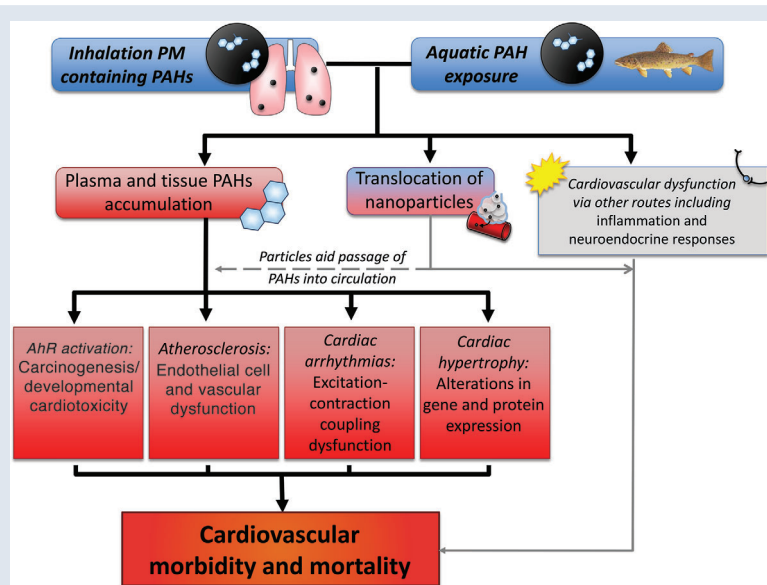 Inhalation PM
containing PAHs
Aquatic PAH
exposure
Plasma and tissue PAHs
accumulation
Translocation of
nanoparticles
Cardiovascular dysfunction
via other routes including
inflammation and
neuroendocrine responses
Particles aid passage of
PAHs into circulation
AhR activation:
Carcinogenesis/
developmental
cardiotoxicity
Atherosclerosis:
Endothelial cell
and vascular
dysfunction
Cardiac
arrhythmias:
Excitation-
contraction
coupling
dysfunction
Cardiac
hypertrophy:
Alterations in
gene and protein
expression
Cardiovascular
morbidity and mortality